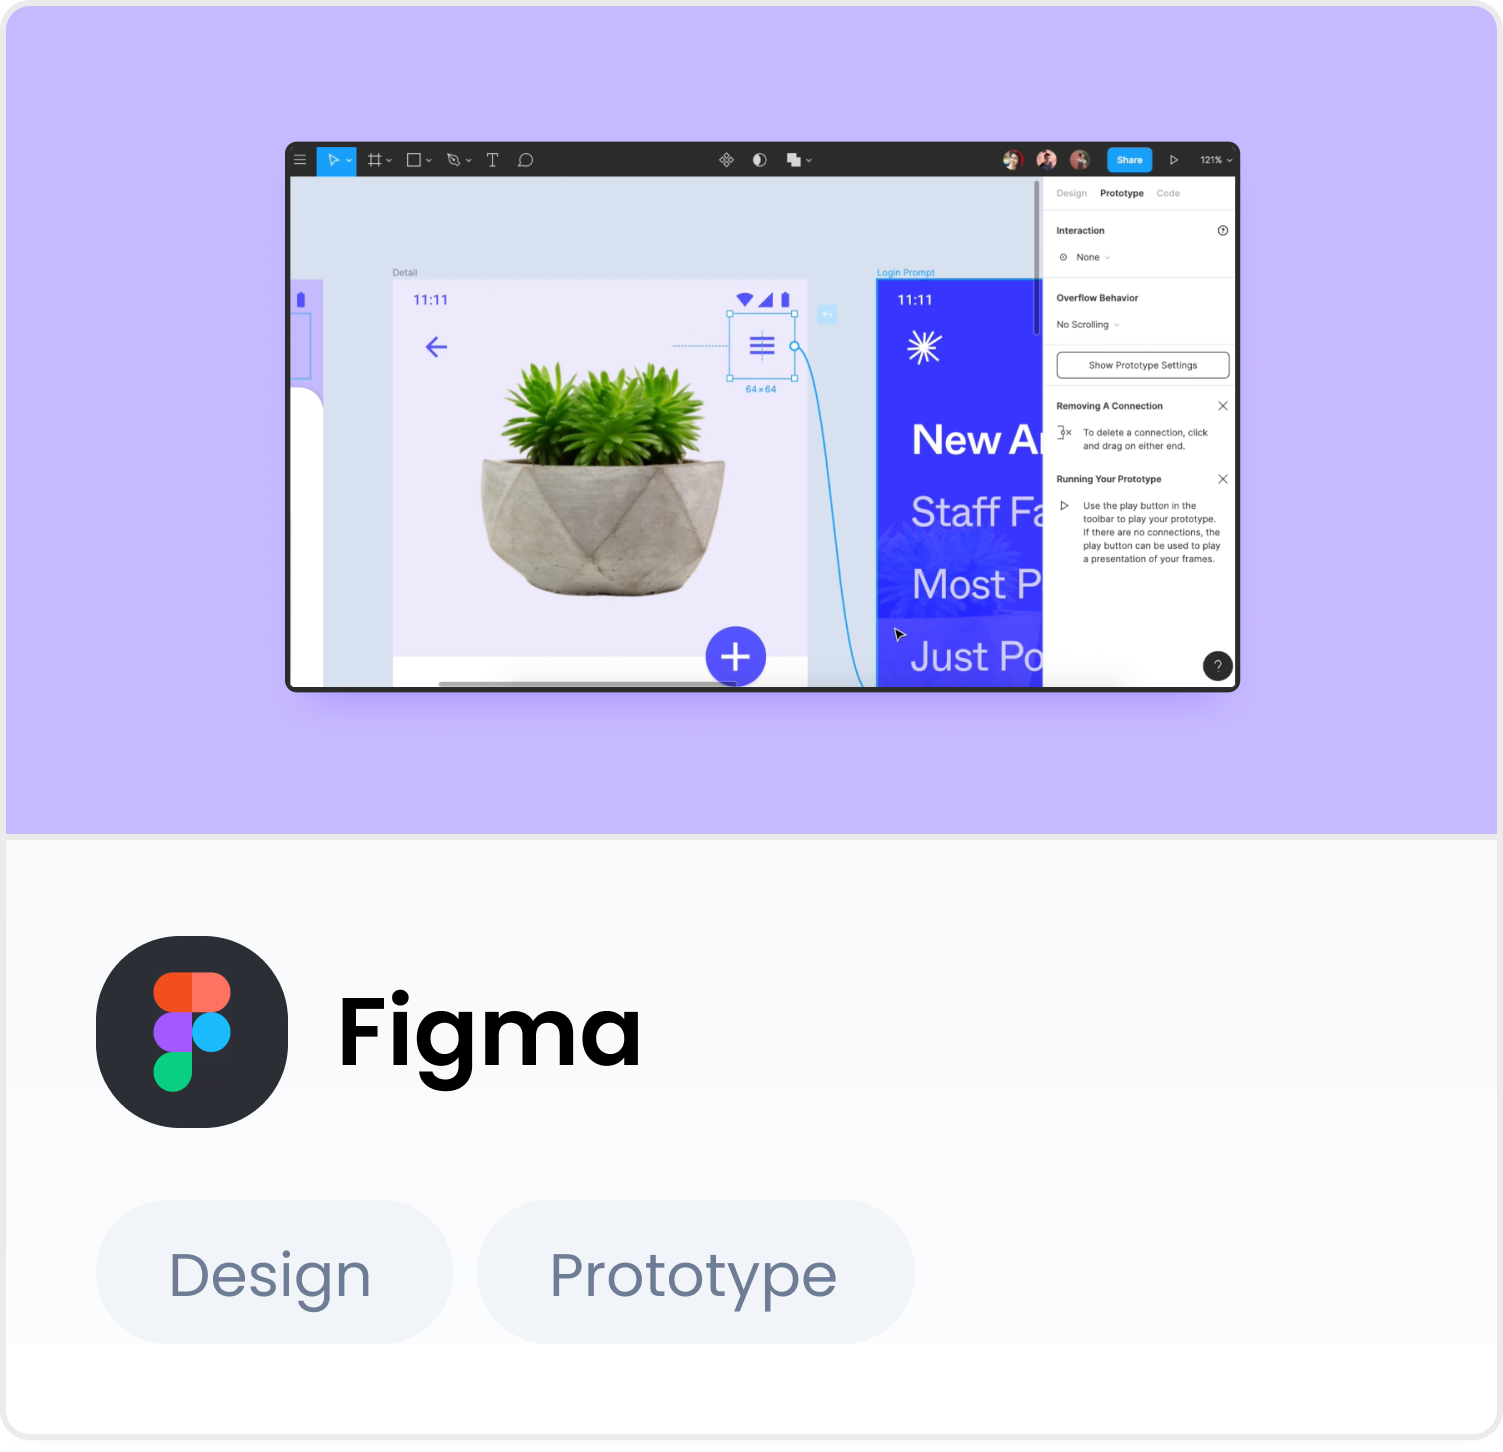 Share
121%
Design Prototype Code
Interaction
None
Overflow Behavior
No Scrolling
Show Prototype Settings
Removing A Connection
To delete a connection, click
and drag on either end.
Running Your Prototype
Use the play button in the
toolbar to play your prototype.
If there are no connections, the
play button can be used to play
a presentation of your frames.
?
Detail
11:11
64×64
Login Prompt
11:11
New Ar
Staff Fa
Most P
Just Po
Figma
Design
Prototype